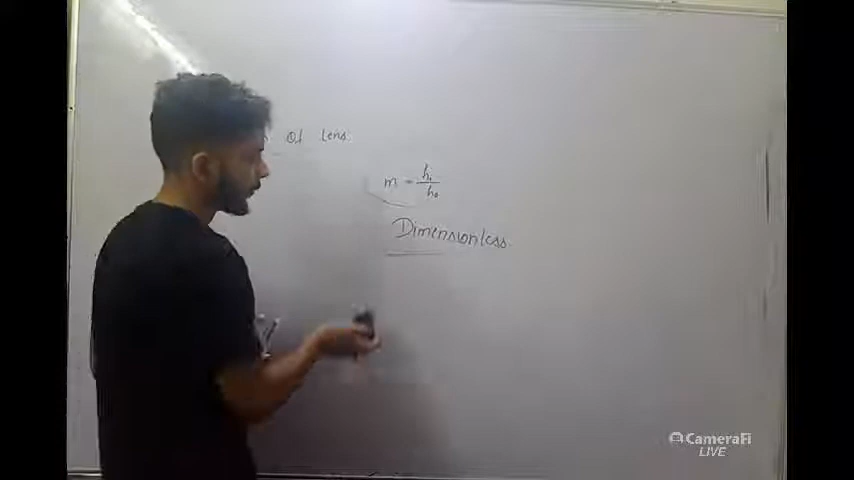 Of Lens
m = hi/ho
Dimensionless
CameraFi
LIVE